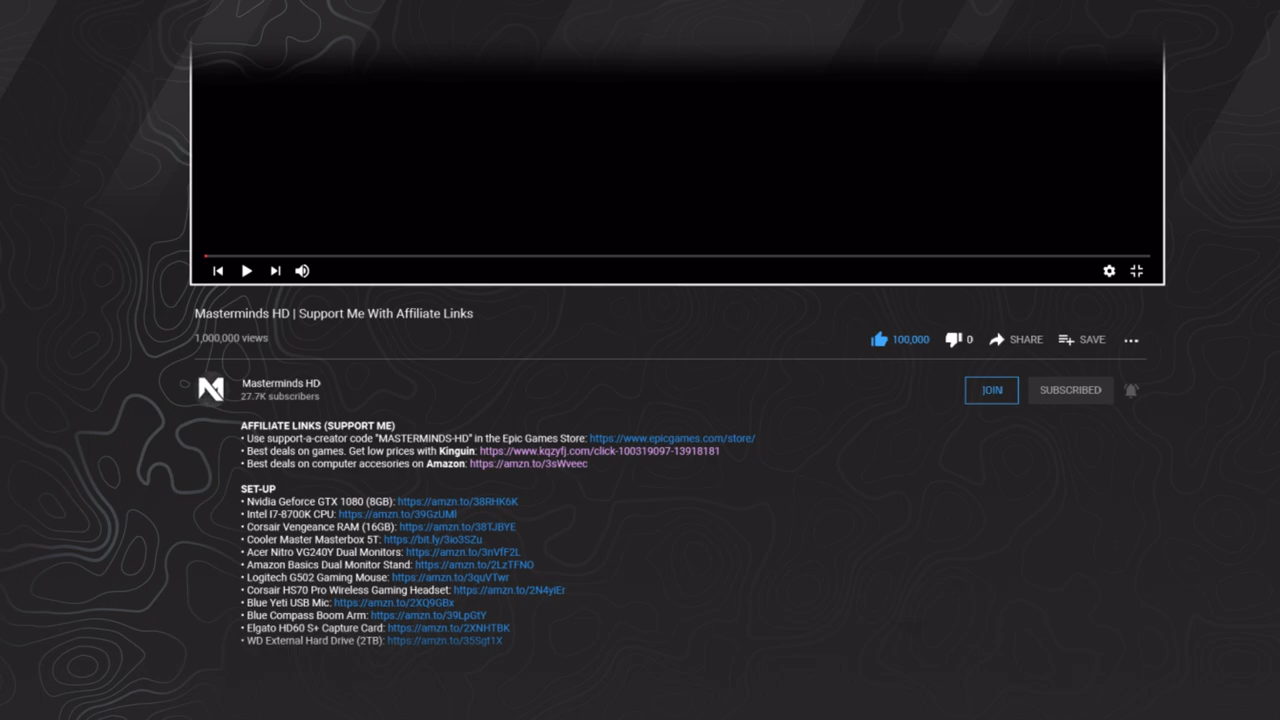 Masterminds HD | Support Me With Affiliate Links
1,000,000 views
100,000
0
SHARE
SAVE
Masterminds HD
27.7K subscribers
JOIN
SUBSCRIBED
AFFILIATE LINKS (SUPPORT ME)
• Use support-a-creator code "MASTERMINDS-HD" in the Epic Games Store: https://www.epicgames.com/store/
• Best deals on games. Get low prices with Kinguin: https://www.kqzyfj.com/click-100319097-13918181
• Best deals on computer accesories on Amazon: https://amzn.to/3sWveec
SET-UP
• Nvidia Geforce GTX 1080 (8GB): https://amzn.to/38RHK6K
• Intel I7-8700K CPU: https://amzn.to/39GzUMl
• Corsair Vengeance RAM (16GB): https://amzn.to/38TJBYE
• Cooler Master Masterbox 5T: https://bit.ly/3io3SZu
• Acer Nitro VG240Y Dual Monitors: https://amzn.to/3nVfF2L
• Amazon Basics Dual Monitor Stand: https://amzn.to/2LzTFNO
• Logitech G502 Gaming Mouse: https://amzn.to/3quVTwr
• Corsair HS70 Pro Wireless Gaming Headset: https://amzn.to/2N4yiEr
• Blue Yeti USB Mic: https://amzn.to/2XQ9GBx
• Blue Compass Boom Arm: https://amzn.to/39LpGtY
• Elgato HD60 S+ Capture Card: https://amzn.to/2XNHTBK
• WD External Hard Drive (2TB): https://amzn.to/35Sgt1X